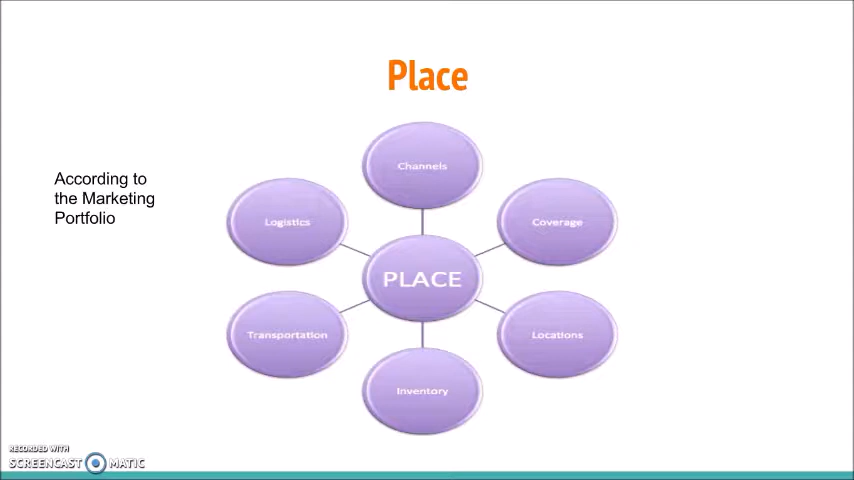 Place
According to
the Marketing
Portfolio
Channels
Logistics
Coverage
PLACE
Transportation
Locations
Inventory
RECORDED WITH
SCREENCAST MATIC